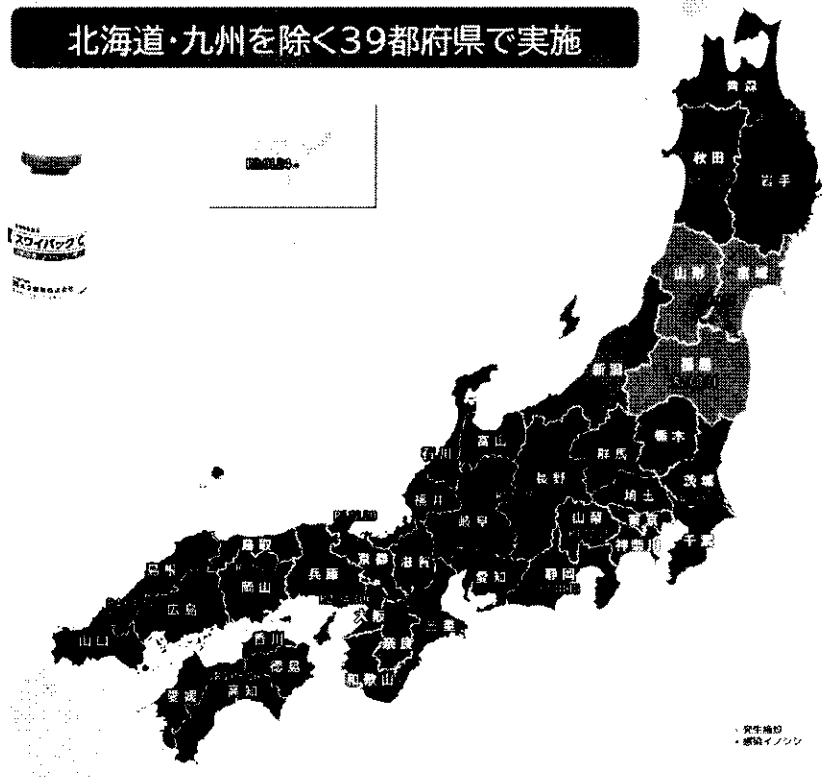 北海道・九州を除く39都府県で実施
青森
秋田
岩手
山形
宮城
福島
新潟
富山
石川
栃木
群馬
茨城
長野
福井
埼玉
岐阜
山梨
東京
神奈川
千葉
鳥取
京都
滋賀
島根
兵庫
愛知
静岡
岡山
広島
大阪
三重
山口
香川
奈良
徳島
和歌山
愛媛
高知
スワイバックC
発生施設
感染イノシシ